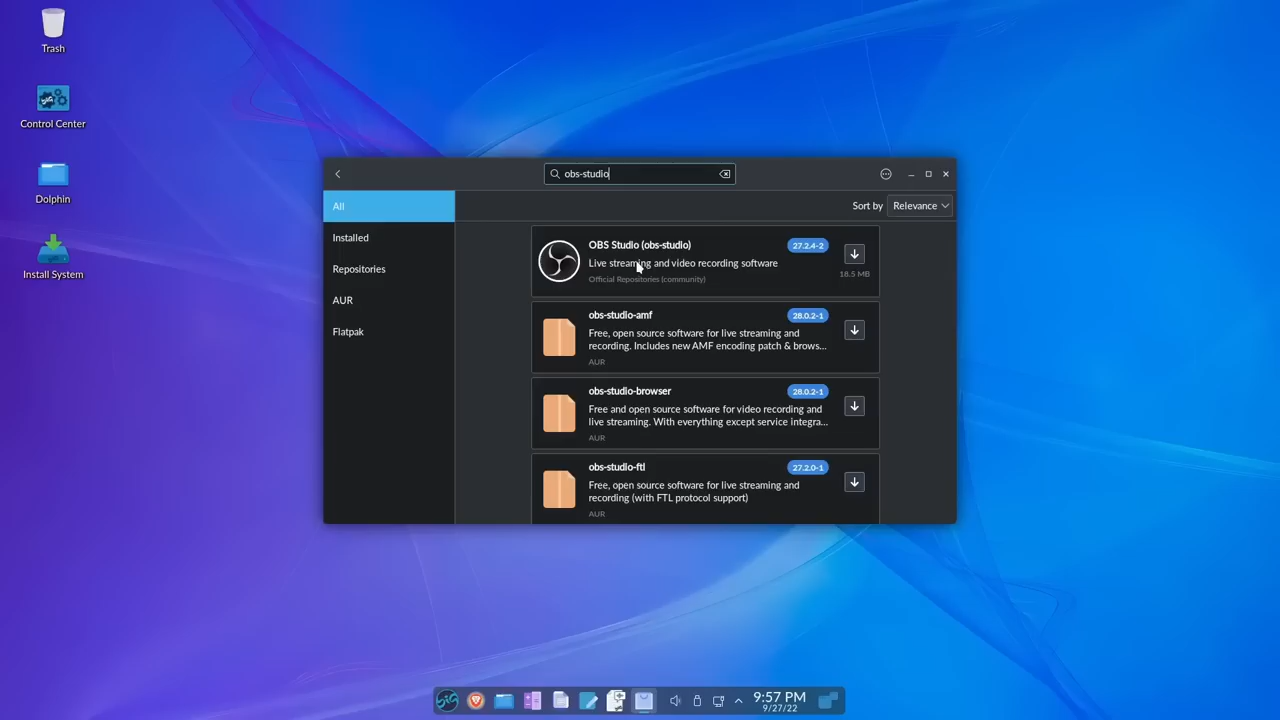 Trash
Control Center
Dolphin
Install System
obs-studio
All
Installed
Repositories
AUR
Flatpak
Sort by Relevance
OBS Studio (obs-studio) 27.2.4-2
Live streaming and video recording software
Official Repositories (community)
18.5 MB
obs-studio-amf 28.0.2-1
Free, open source software for live streaming and
recording. Includes new AMF encoding patch & brows...
AUR
obs-studio-browser 28.0.2-1
Free and open source software for video recording and
live streaming. With everything except service integra...
AUR
obs-studio-ftl 27.2.0-1
Free, open source software for live streaming and
recording (with FTL protocol support)
AUR
9:57 PM
9/27/22